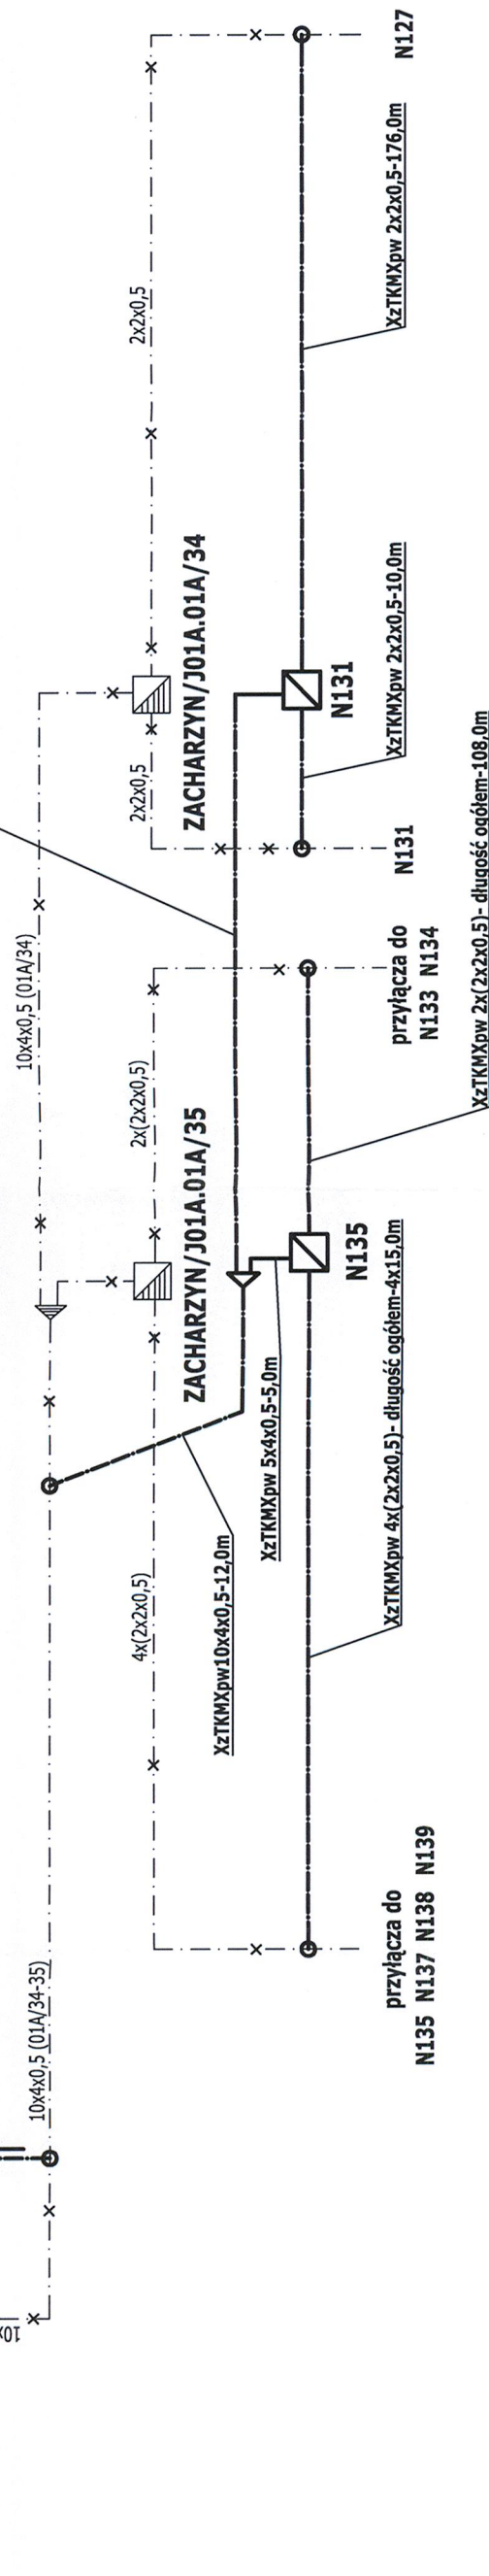 10x
10x4x0,5 (01A/34-35)
10x4x0,5 (01A/34)
4x(2x2x0,5)
2x(2x2x0,5)
2x2x0,5
2x2x0,5
ZACHARZYN/J01A.01A/35
ZACHARZYN/J01A.01A/34
XzTKMXpw10x4x0,5-12,0m
XzTKMXpw 5x4x0,5-5,0m
N135
N131
XzTKMXpw 4x(2x2x0,5)- długość ogółem-4x15,0m
XzTKMXpw 2x2x0,5-10,0m
XzTKMXpw 2x2x0,5-176,0m
przyłącza do
N135 N137 N138 N139
przyłącza do
N133 N134
N131
N127
XzTKMXpw 2x(2x2x0,5)- długość ogółem-108,0m